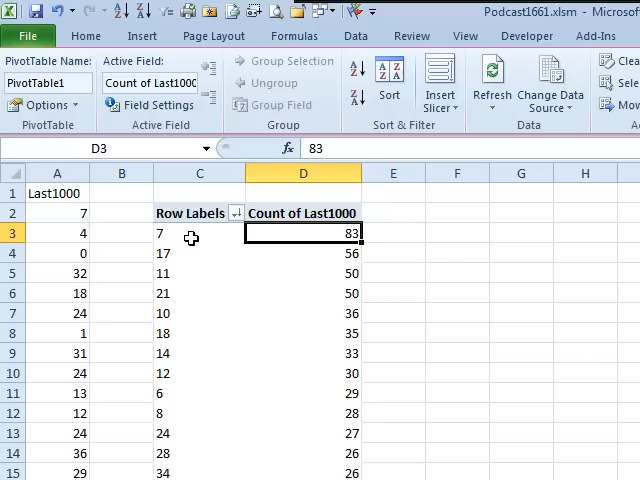 Podcast1661.xlsm - Microsof
File Home Insert Page Layout Formulas Data Review View Developer Add-Ins
PivotTable Name: Active Field: Group Selection Clea
PivotTable1 Count of Last1000 Ungroup Sort Insert Slicer Refresh Change Data Source Sele
Options Field Settings Group Field Mov
PivotTable Active Field Group Sort & Filter Data
D3 fx 83
A B C D E F G H
1 Last1000
2 7 Row Labels Count of Last1000
3 4 7 83
4 0 17 56
5 32 11 50
6 18 21 50
7 24 10 36
8 1 18 35
9 31 14 33
10 24 12 30
11 13 6 29
12 12 8 28
13 24 24 27
14 36 28 26
15 29 34 26